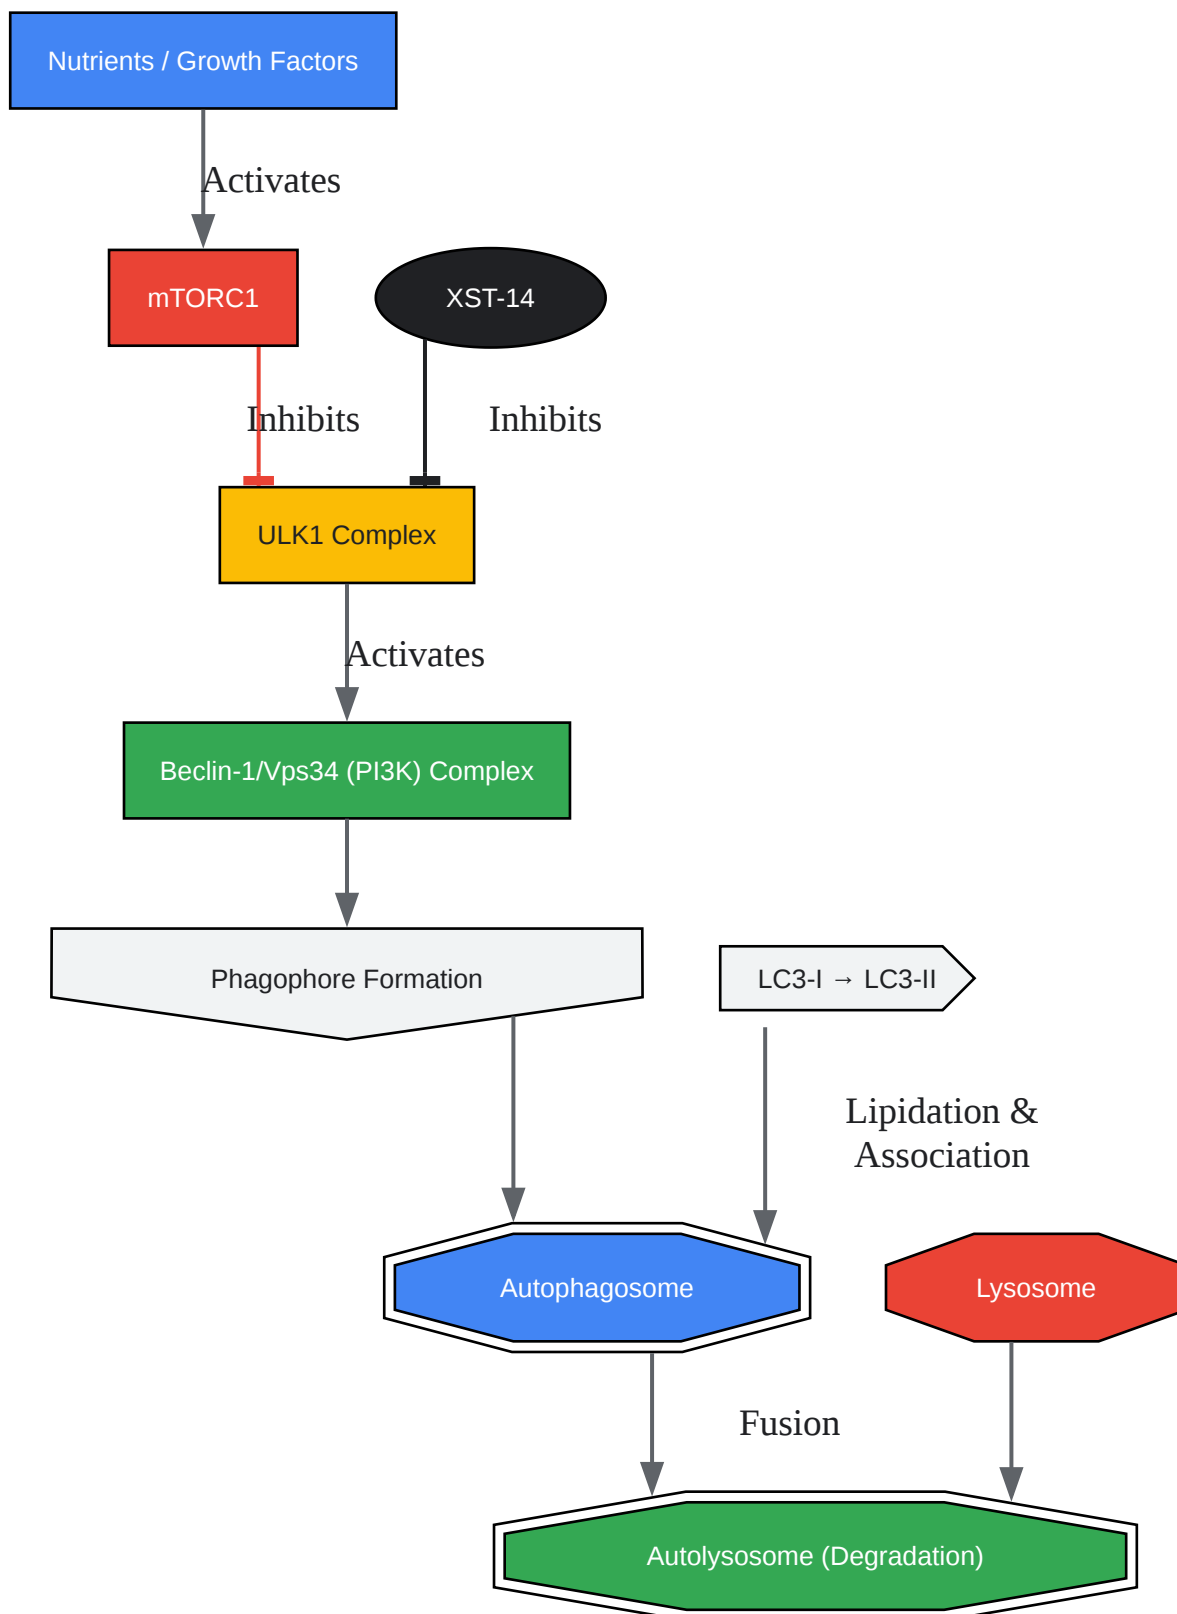 Nutrients / Growth Factors
Activates
mTORC1
XST-14
Inhibits
Inhibits
ULK1 Complex
Activates
Beclin-1/Vps34 (PI3K) Complex
Phagophore Formation
LC3-I → LC3-II
Lipidation &
Association
Autophagosome
Lysosome
Fusion
Autolysosome (Degradation)